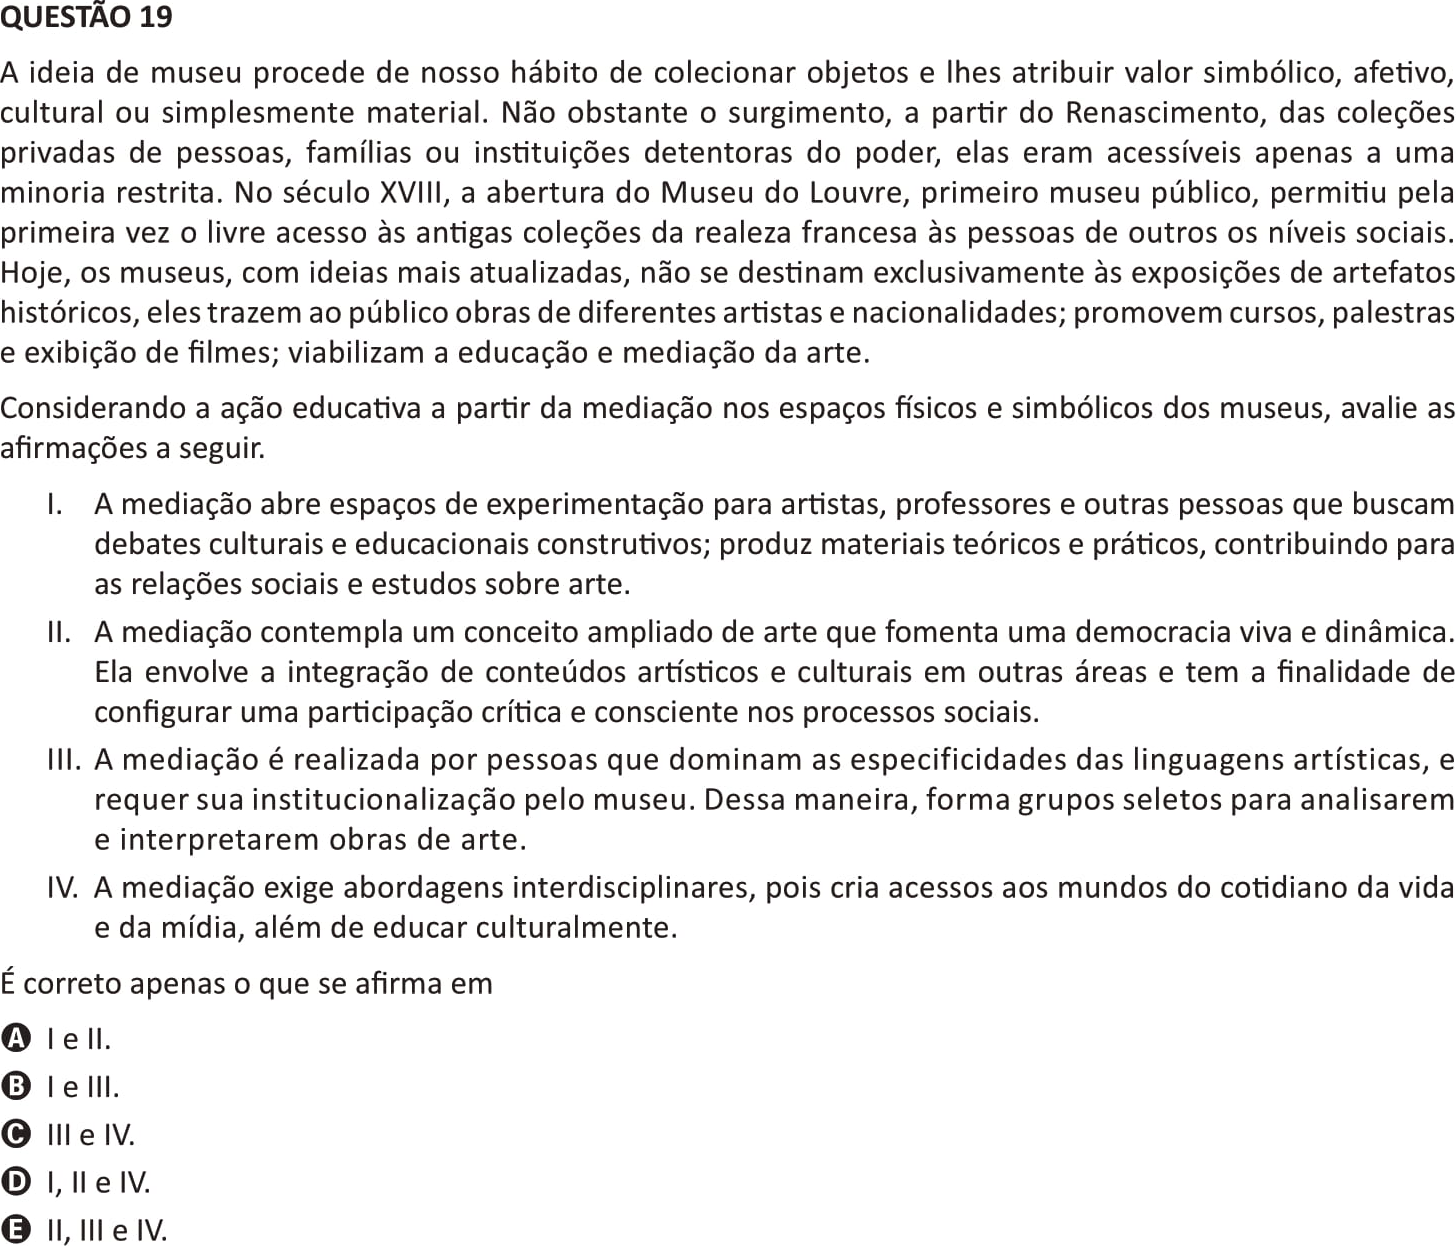 QUESTÃO 19
A ideia de museu procede de nosso hábito de colecionar objetos e lhes atribuir valor simbólico, afetivo,
cultural ou simplesmente material. Não obstante o surgimento, a partir do Renascimento, das coleções
privadas de pessoas, famílias ou instituições detentoras do poder, elas eram acessíveis apenas a uma
minoria restrita. No século XVIII, a abertura do Museu do Louvre, primeiro museu público, permitiu pela
primeira vez o livre acesso às antigas coleções da realeza francesa às pessoas de outros os níveis sociais.
Hoje, os museus, com ideias mais atualizadas, não se destinam exclusivamente às exposições de artefatos
históricos, eles trazem ao público obras de diferentes artistas e nacionalidades; promovem cursos, palestras
e exibição de filmes; viabilizam a educação e mediação da arte.
Considerando a ação educativa a partir da mediação nos espaços físicos e simbólicos dos museus, avalie as
afirmações a seguir.
I. A mediação abre espaços de experimentação para artistas, professores e outras pessoas que buscam
debates culturais e educacionais construtivos; produz materiais teóricos e práticos, contribuindo para
as relações sociais e estudos sobre arte.
II. A mediação contempla um conceito ampliado de arte que fomenta uma democracia viva e dinâmica.
Ela envolve a integração de conteúdos artísticos e culturais em outras áreas e tem a finalidade de
configurar uma participação crítica e consciente nos processos sociais.
III. A mediação é realizada por pessoas que dominam as especificidades das linguagens artísticas, e
requer sua institucionalização pelo museu. Dessa maneira, forma grupos seletos para analisarem
e interpretarem obras de arte.
IV. A mediação exige abordagens interdisciplinares, pois cria acessos aos mundos do cotidiano da vida
e da mídia, além de educar culturalmente.
É correto apenas o que se afirma em
A I e II.
B I e III.
C III e IV.
D I, II e IV.
E II, III e IV.